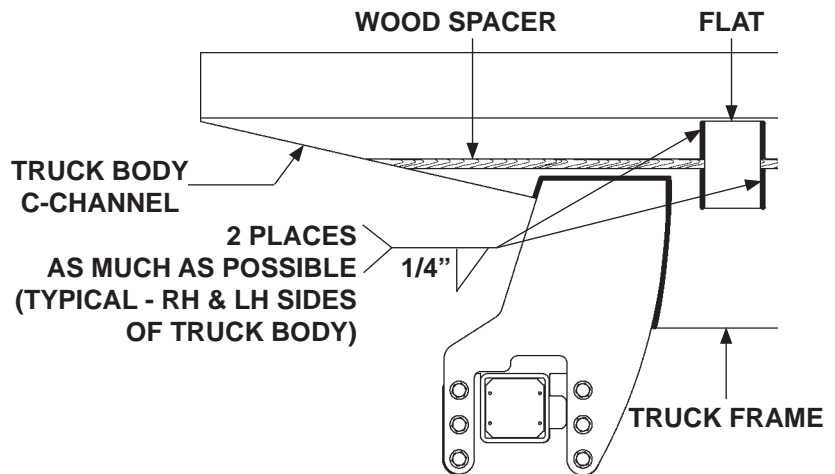 WOOD SPACER
FLAT
TRUCK BODY
C-CHANNEL
2 PLACES
AS MUCH AS POSSIBLE
(TYPICAL - RH & LH SIDES
OF TRUCK BODY)
1/4”
TRUCK FRAME